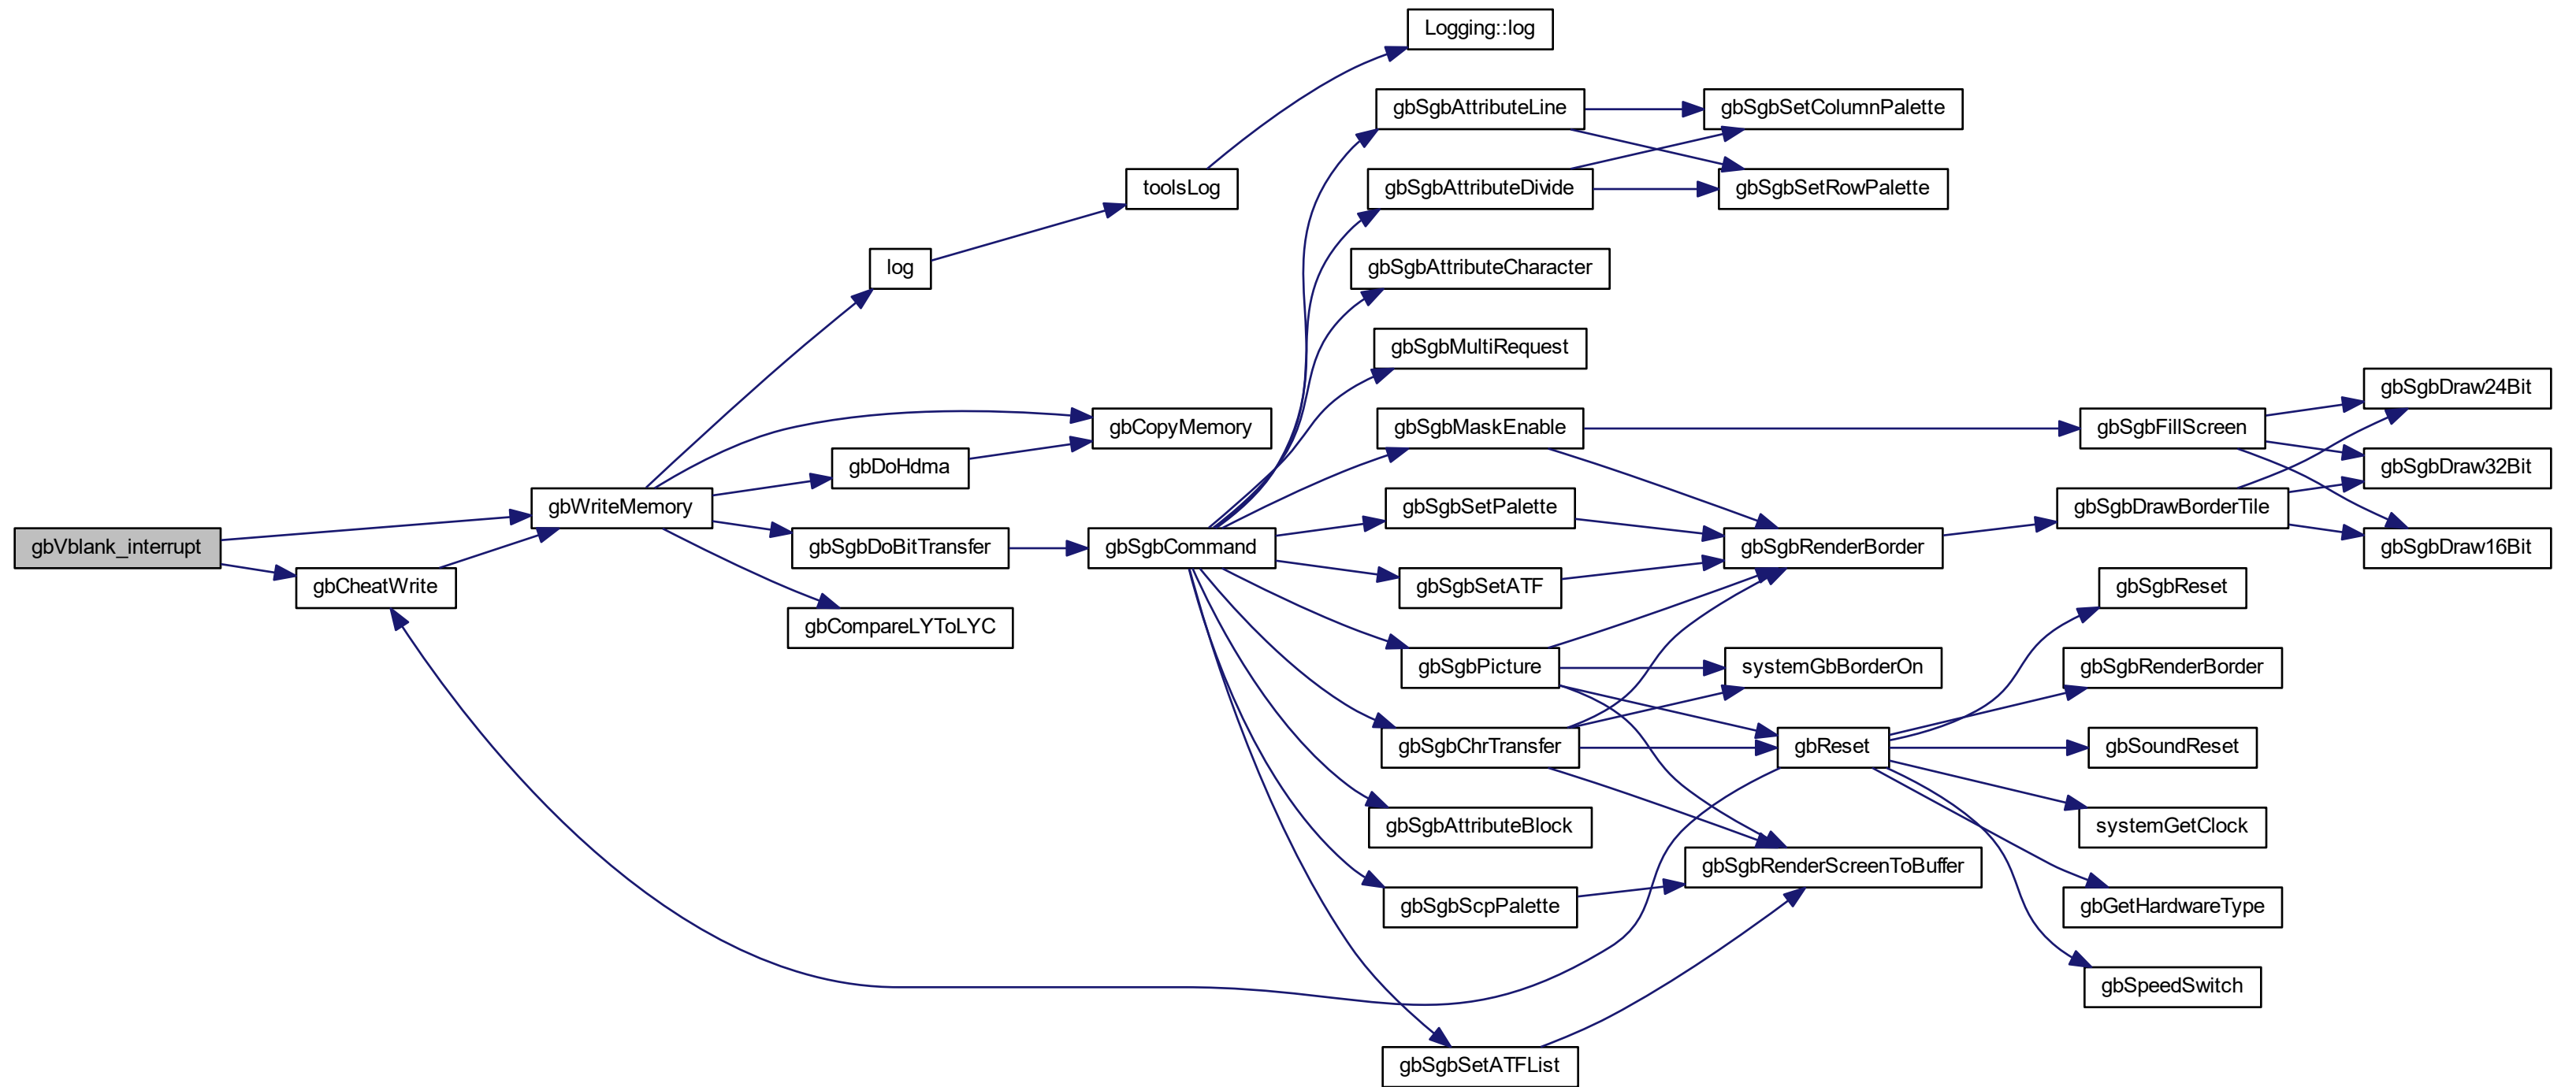 Logging::log
gbSgbAttributeLine
gbSgbSetColumnPalette
toolsLog
gbSgbAttributeDivide
gbSgbSetRowPalette
log
gbSgbAttributeCharacter
gbSgbMultiRequest
gbSgbDraw24Bit
gbCopyMemory
gbSgbMaskEnable
gbSgbFillScreen
gbDoHdma
gbSgbDraw32Bit
gbWriteMemory
gbSgbSetPalette
gbSgbDrawBorderTile
gbVblank_interrupt
gbSgbDoBitTransfer
gbSgbCommand
gbSgbRenderBorder
gbSgbDraw16Bit
gbCheatWrite
gbSgbSetATF
gbSgbReset
gbCompareLYToLYC
gbSgbPicture
systemGbBorderOn
gbSgbRenderBorder
gbSgbChrTransfer
gbReset
gbSoundReset
gbSgbAttributeBlock
systemGetClock
gbSgbRenderScreenToBuffer
gbSgbScpPalette
gbGetHardwareType
gbSpeedSwitch
gbSgbSetATFList